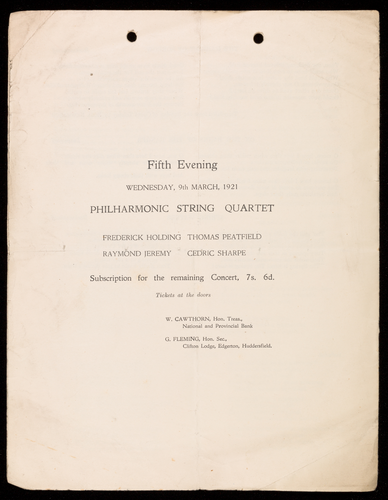 Fifth Evening
WEDNESDAY, 9th MARCH, 1921
PHILHARMONIC STRING QUARTET
FREDERICK HOLDING THOMAS PEATFIELD
RAYMOND JEREMY CEDRIC SHARPE
Subscription for the remaining Concert, 7s. 6d.
Tickets at the doors
W. CAWTHORN, Hon. Treas.,
National and Provincial Bank
G. FLEMING, Hon. Sec.,
Clifton Lodge, Edgerton, Huddersfield.